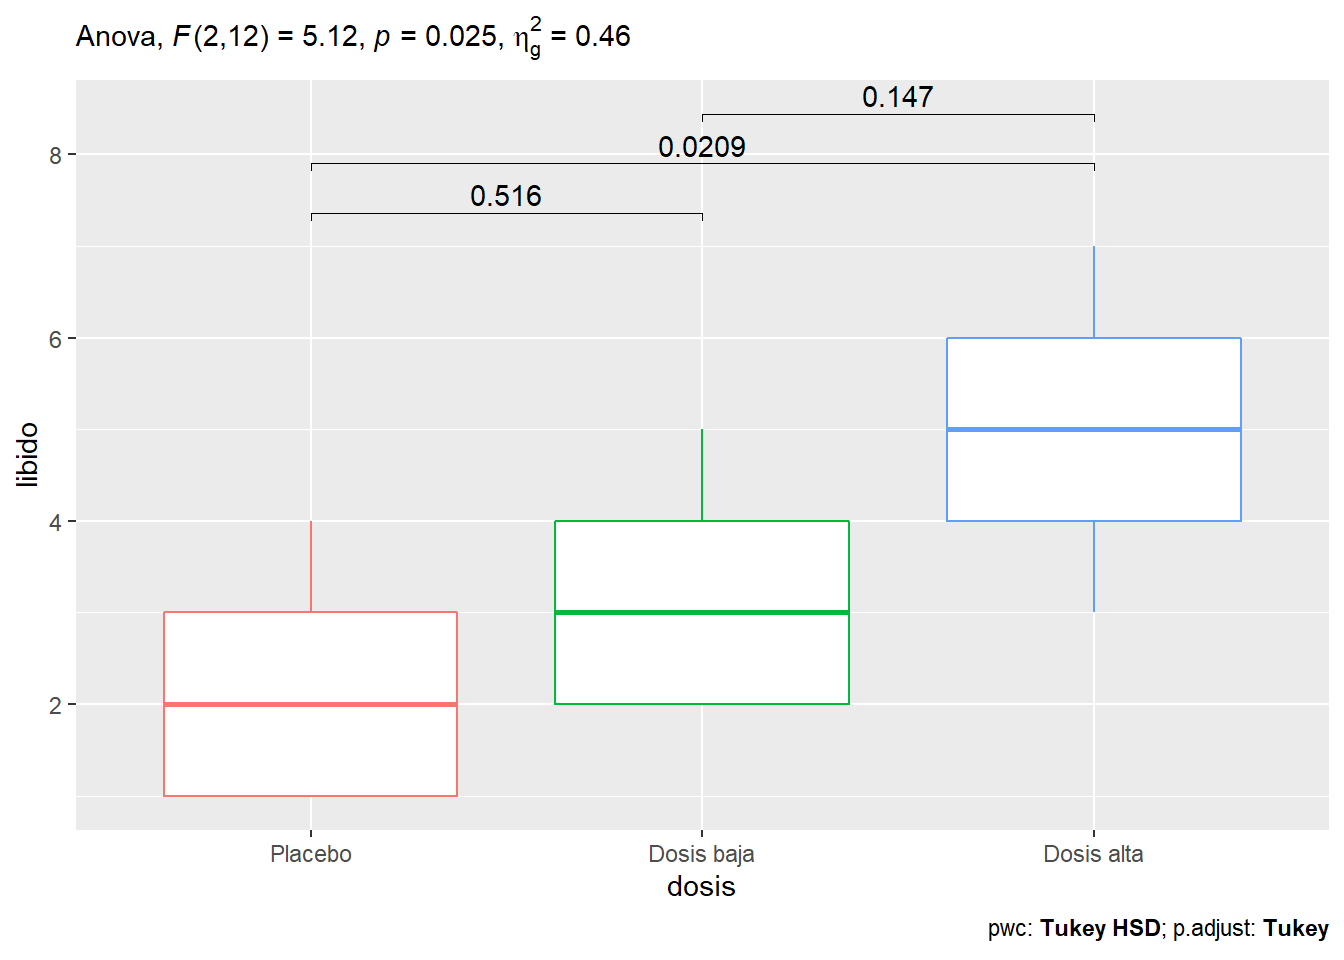 Anova, F(2,12) = 5.12, p = 0.025, η²g = 0.46
0.147
0.0209
0.516
8
6
4
2
libido
Placebo
Dosis baja
Dosis alta
dosis
pwc: Tukey HSD; p.adjust: Tukey